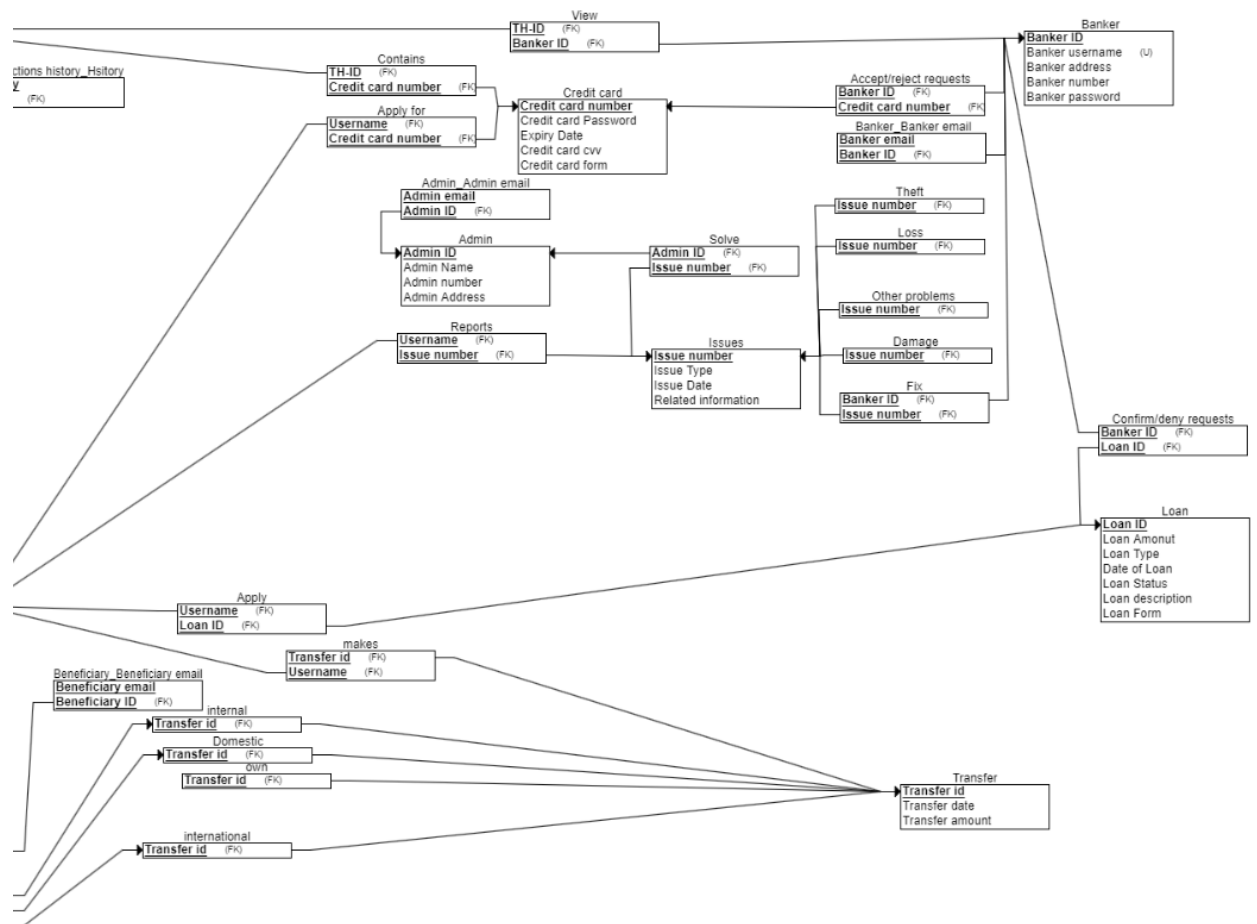 View
TH-ID (FK)
Banker ID (FK)
Banker
Banker ID
Banker username (U)
Banker address
Banker number
Banker password
ctions history_Hsitory
y
(FK)
Contains
TH-ID (FK)
Credit card number (FK)
Apply for
Username (FK)
Credit card number (FK)
Credit card
Credit card number
Credit card Password
Expiry Date
Credit card cvv
Credit card form
Accept/reject requests
Banker ID (FK)
Credit card number (FK)
Banker_Banker email
Banker email
Banker ID (FK)
Admin_Admin email
Admin email
Admin ID (FK)
Admin
Admin ID
Admin Name
Admin number
Admin Address
Solve
Admin ID (FK)
Issue number (FK)
Theft
Issue number (FK)
Loss
Issue number (FK)
Other problems
Issue number (FK)
Damage
Issue number (FK)
Fix
Banker ID (FK)
Issue number (FK)
Reports
Username (FK)
Issue number (FK)
Issues
Issue number
Issue Type
Issue Date
Related information
Confirm/deny requests
Banker ID (FK)
Loan ID (FK)
Loan
Loan ID
Loan Amonut
Loan Type
Date of Loan
Loan Status
Loan description
Loan Form
Apply
Username (FK)
Loan ID (FK)
makes
Transfer id (FK)
Username (FK)
Beneficiary_Beneficiary email
Beneficiary email
Beneficiary ID (FK)
internal
Transfer id (FK)
Domestic
Transfer id (FK)
own
Transfer id (FK)
international
Transfer id (FK)
Transfer
Transfer id
Transfer date
Transfer amount